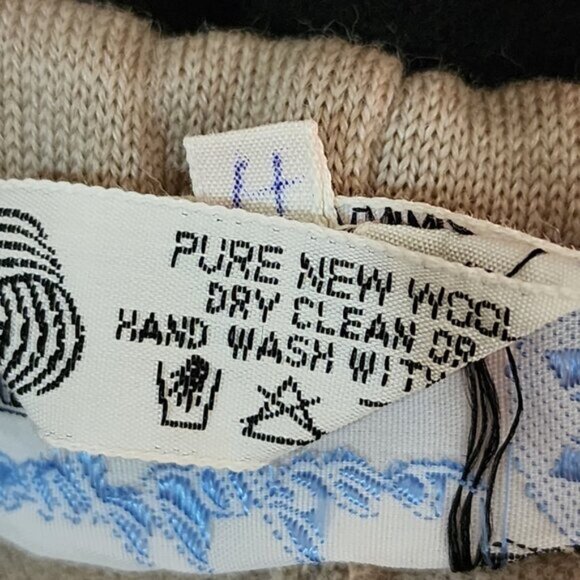 PURE NEW WOOL
DRY CLEAN OR
HAND WASH WITH